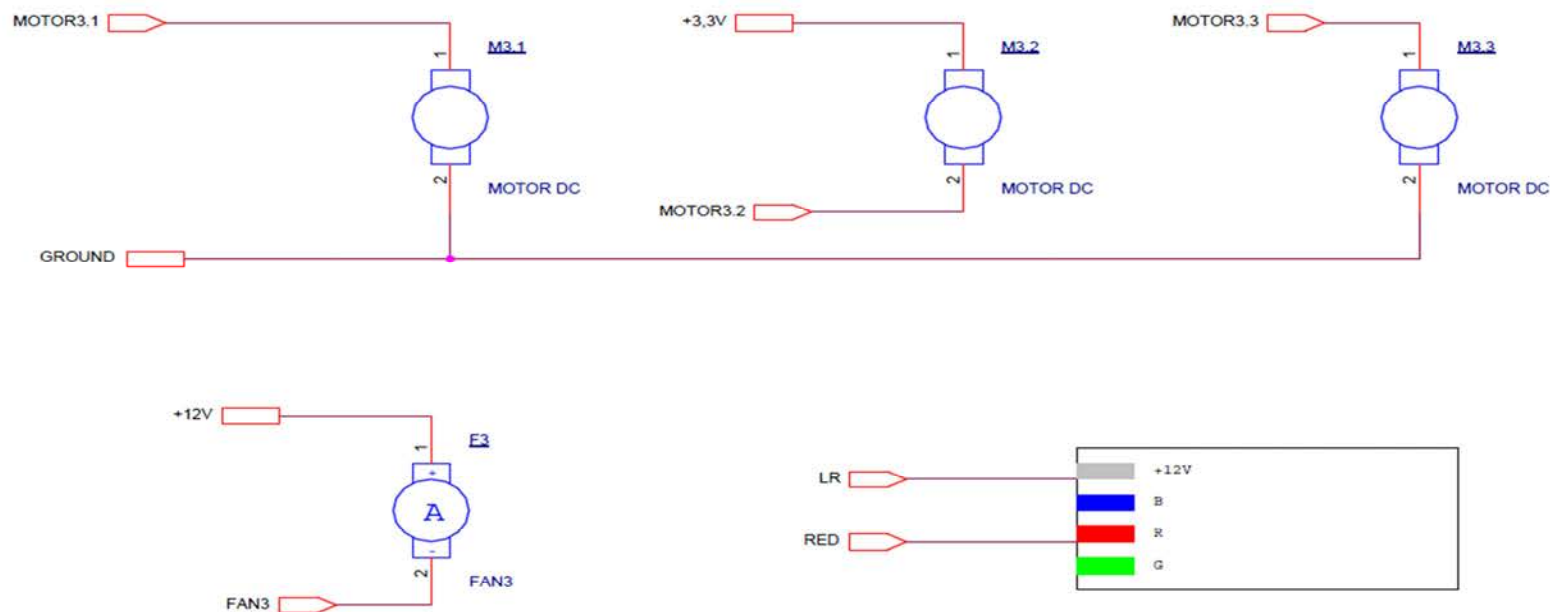 MOTOR3.1
+3,3V
MOTOR3.3
1
M3.1
1
M3.2
1
M3.3
2
MOTOR DC
2
MOTOR DC
2
MOTOR DC
MOTOR3.2
GROUND
+12V
1
F3
+
A
-
2
FAN3
FAN3
LR
+12V
B
RED
R
G